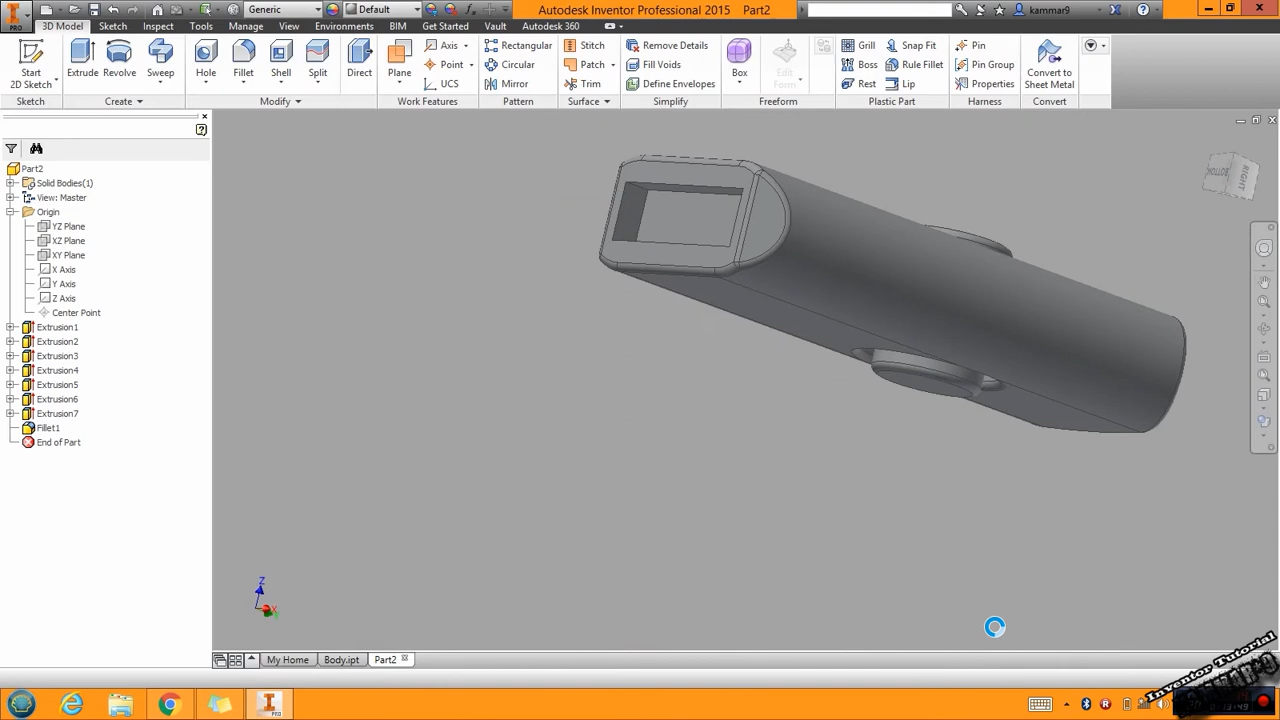 PRO
Generic
Default
Autodesk Inventor Professional 2015 Part2
kammar9
3D Model Sketch Inspect Tools Manage View Environments BIM Get Started Vault Autodesk 360
Start
2D Sketch
Sketch
Extrude Revolve Sweep
Create
Hole Fillet Shell Split Direct
Modify
Plane
Axis
Point
UCS
Work Features
Rectangular
Circular
Mirror
Pattern
Stitch
Patch
Trim
Surface
Remove Details
Fill Voids
Define Envelopes
Simplify
Box
Edit
Form
Freeform
Grill Snap Fit
Boss Rule Fillet
Rest Lip
Plastic Part
Pin
Pin Group
Properties
Harness
Convert to
Sheet Metal
Convert
Part2
Solid Bodies(1)
View: Master
Origin
YZ Plane
XZ Plane
XY Plane
X Axis
Y Axis
Z Axis
Center Point
Extrusion1
Extrusion2
Extrusion3
Extrusion4
Extrusion5
Extrusion6
Extrusion7
Fillet1
End of Part
BOTTOM
RIGHT
Z
X
My Home Body.ipt Part2
Inventor Tutorial
PRO